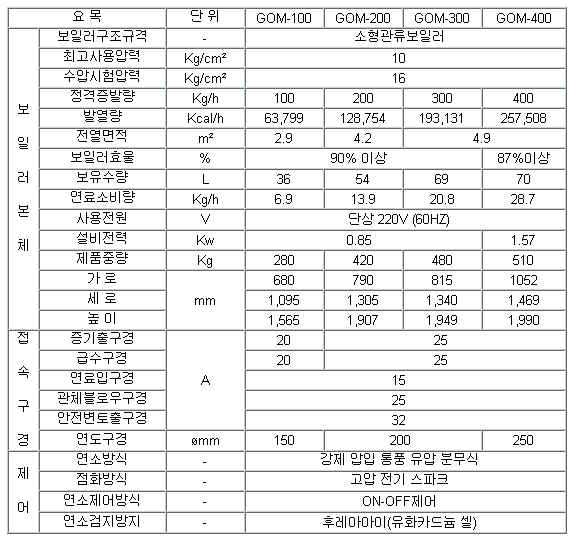 요 목 단 위 GOM-100 GOM-200 GOM-300 GOM-400
보일러본체
보일러구조규격 - 소형관류보일러
최고사용압력 Kg/cm² 10
수압시험압력 Kg/cm² 16
정격증발량 Kg/h 100 200 300 400
발열량 Kcal/h 63,799 128,754 193,131 257,508
전열면적 m² 2.9 4.2 4.9
보일러효율 % 90% 이상 87%이상
보유수량 L 36 54 69 70
연료소비량 Kg/h 6.9 13.9 20.8 28.7
사용전원 V 단상 220V (60HZ)
설비전력 Kw 0.85 1.57
제품중량 Kg 280 420 480 510
가 로 mm 680 790 815 1052
세 로 1,095 1,305 1,340 1,469
높 이 1,565 1,907 1,949 1,990
접속구경
증기출구경 A 20 25
급수구경 20 25
연료입구경 15
관체블로우구경 25
안전변토출구경 32
연도구경 ømm 150 200 250
제어
연소방식 - 강제 압입 통풍 유압 분무식
점화방식 - 고압 전기 스파크
연소제어방식 - ON-OFF제어
연소검지방지 - 후레아아이(유화카드뮴 셀)